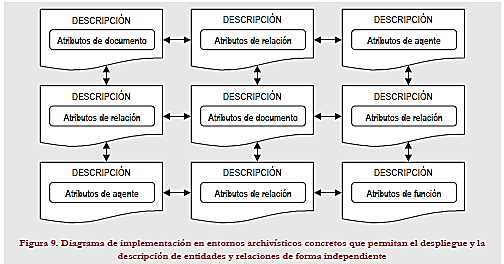 DESCRIPCIÓN DESCRIPCIÓN DESCRIPCIÓN
Atributos de documento Atributos de relación Atributos de agente
DESCRIPCIÓN DESCRIPCIÓN DESCRIPCIÓN
Atributos de relación Atributos de documento Atributos de relación
DESCRIPCIÓN DESCRIPCIÓN DESCRIPCIÓN
Atributos de agente Atributos de relación Atributos de función
Figura 9. Diagrama de implementación en entornos archivísticos concretos que permitan el despliegue y la
descripción de entidades y relaciones de forma independiente